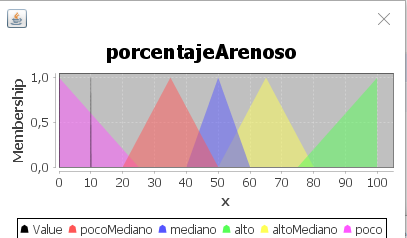 porcentajeArenoso
Membership
1,0
0,5
0,0
0 10 20 30 40 50 60 70 80 90 100
x
Value pocoMediano mediano alto altoMediano poco